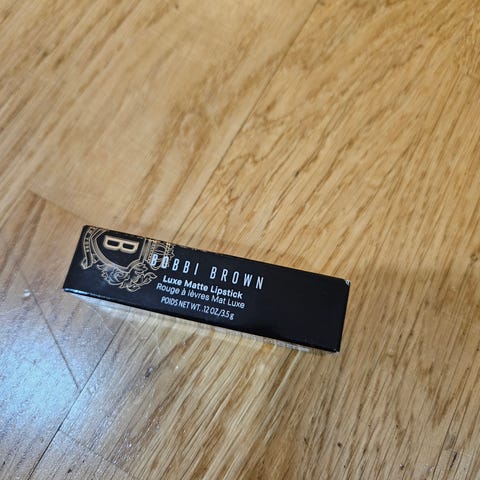 B
BOBBI BROWN
Luxe Matte Lipstick
Rouge à lèvres Mat Luxe
POIDS NET WT. .12 OZ./3.5 g